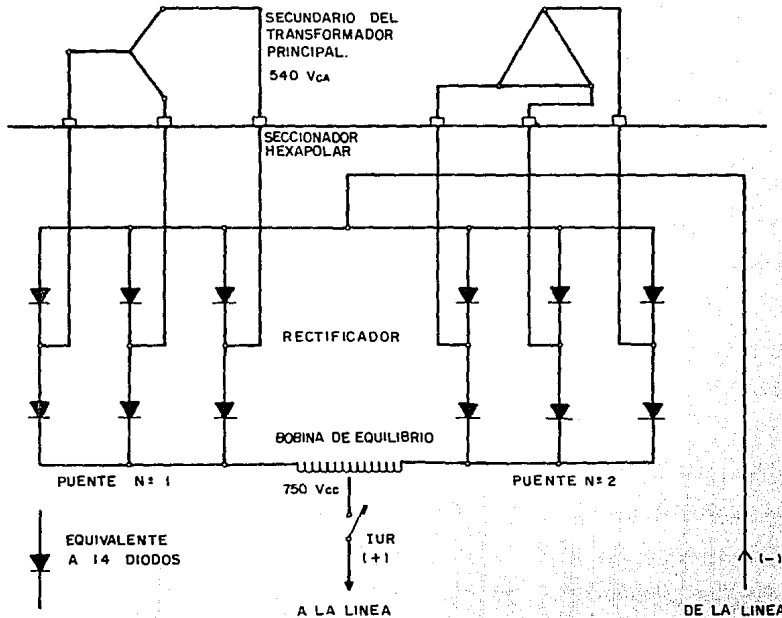 SECUNDARIO DEL
TRANSFORMADOR
PRINCIPAL.
540 VCA
SECCIONADOR
HEXAPOLAR
RECTIFICADOR
BOBINA DE EQUILIBRIO
PUENTE Nº 1
750 Vcc
PUENTE Nº 2
EQUIVALENTE
A 14 DIODOS
IUR
(+)
(-)
A LA LINEA
DE LA LINEA